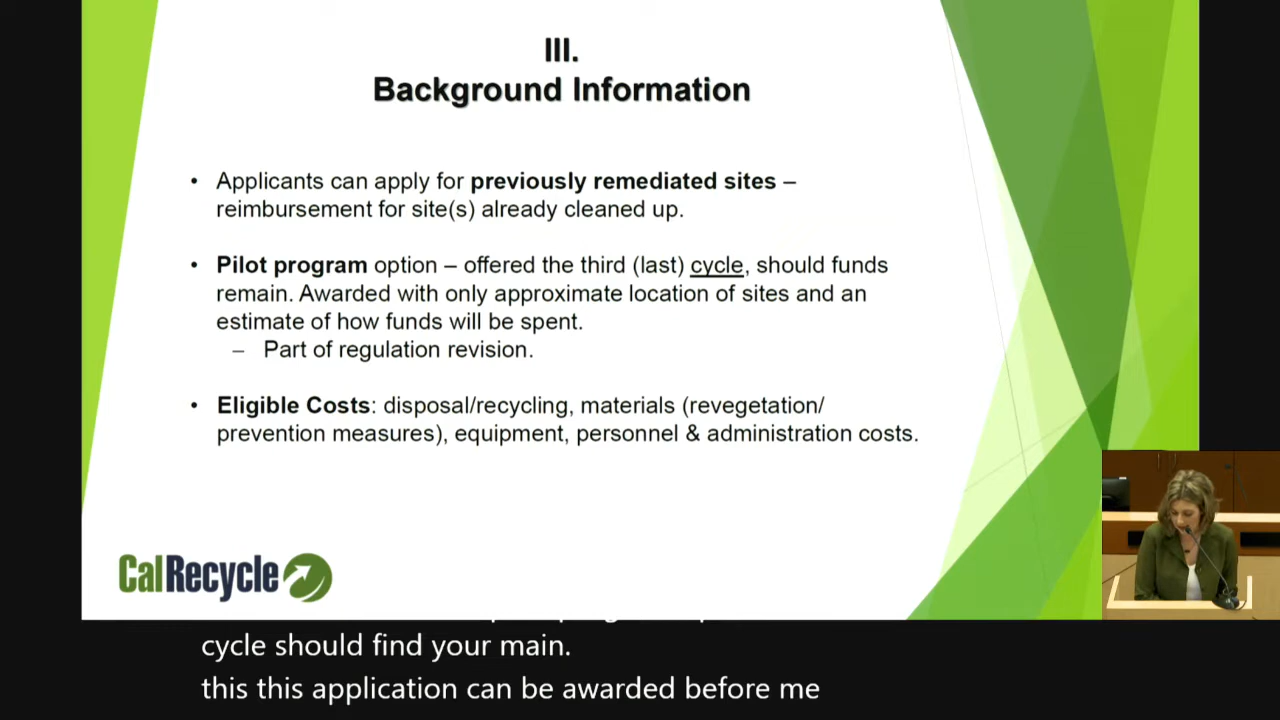 III.
Background Information
• Applicants can apply for previously remediated sites –
reimbursement for site(s) already cleaned up.
• Pilot program option – offered the third (last) cycle, should funds
remain. Awarded with only approximate location of sites and an
estimate of how funds will be spent.
– Part of regulation revision.
• Eligible Costs: disposal/recycling, materials (revegetation/
prevention measures), equipment, personnel & administration costs.
CalRecycle
cycle should find your main.
this this application can be awarded before me